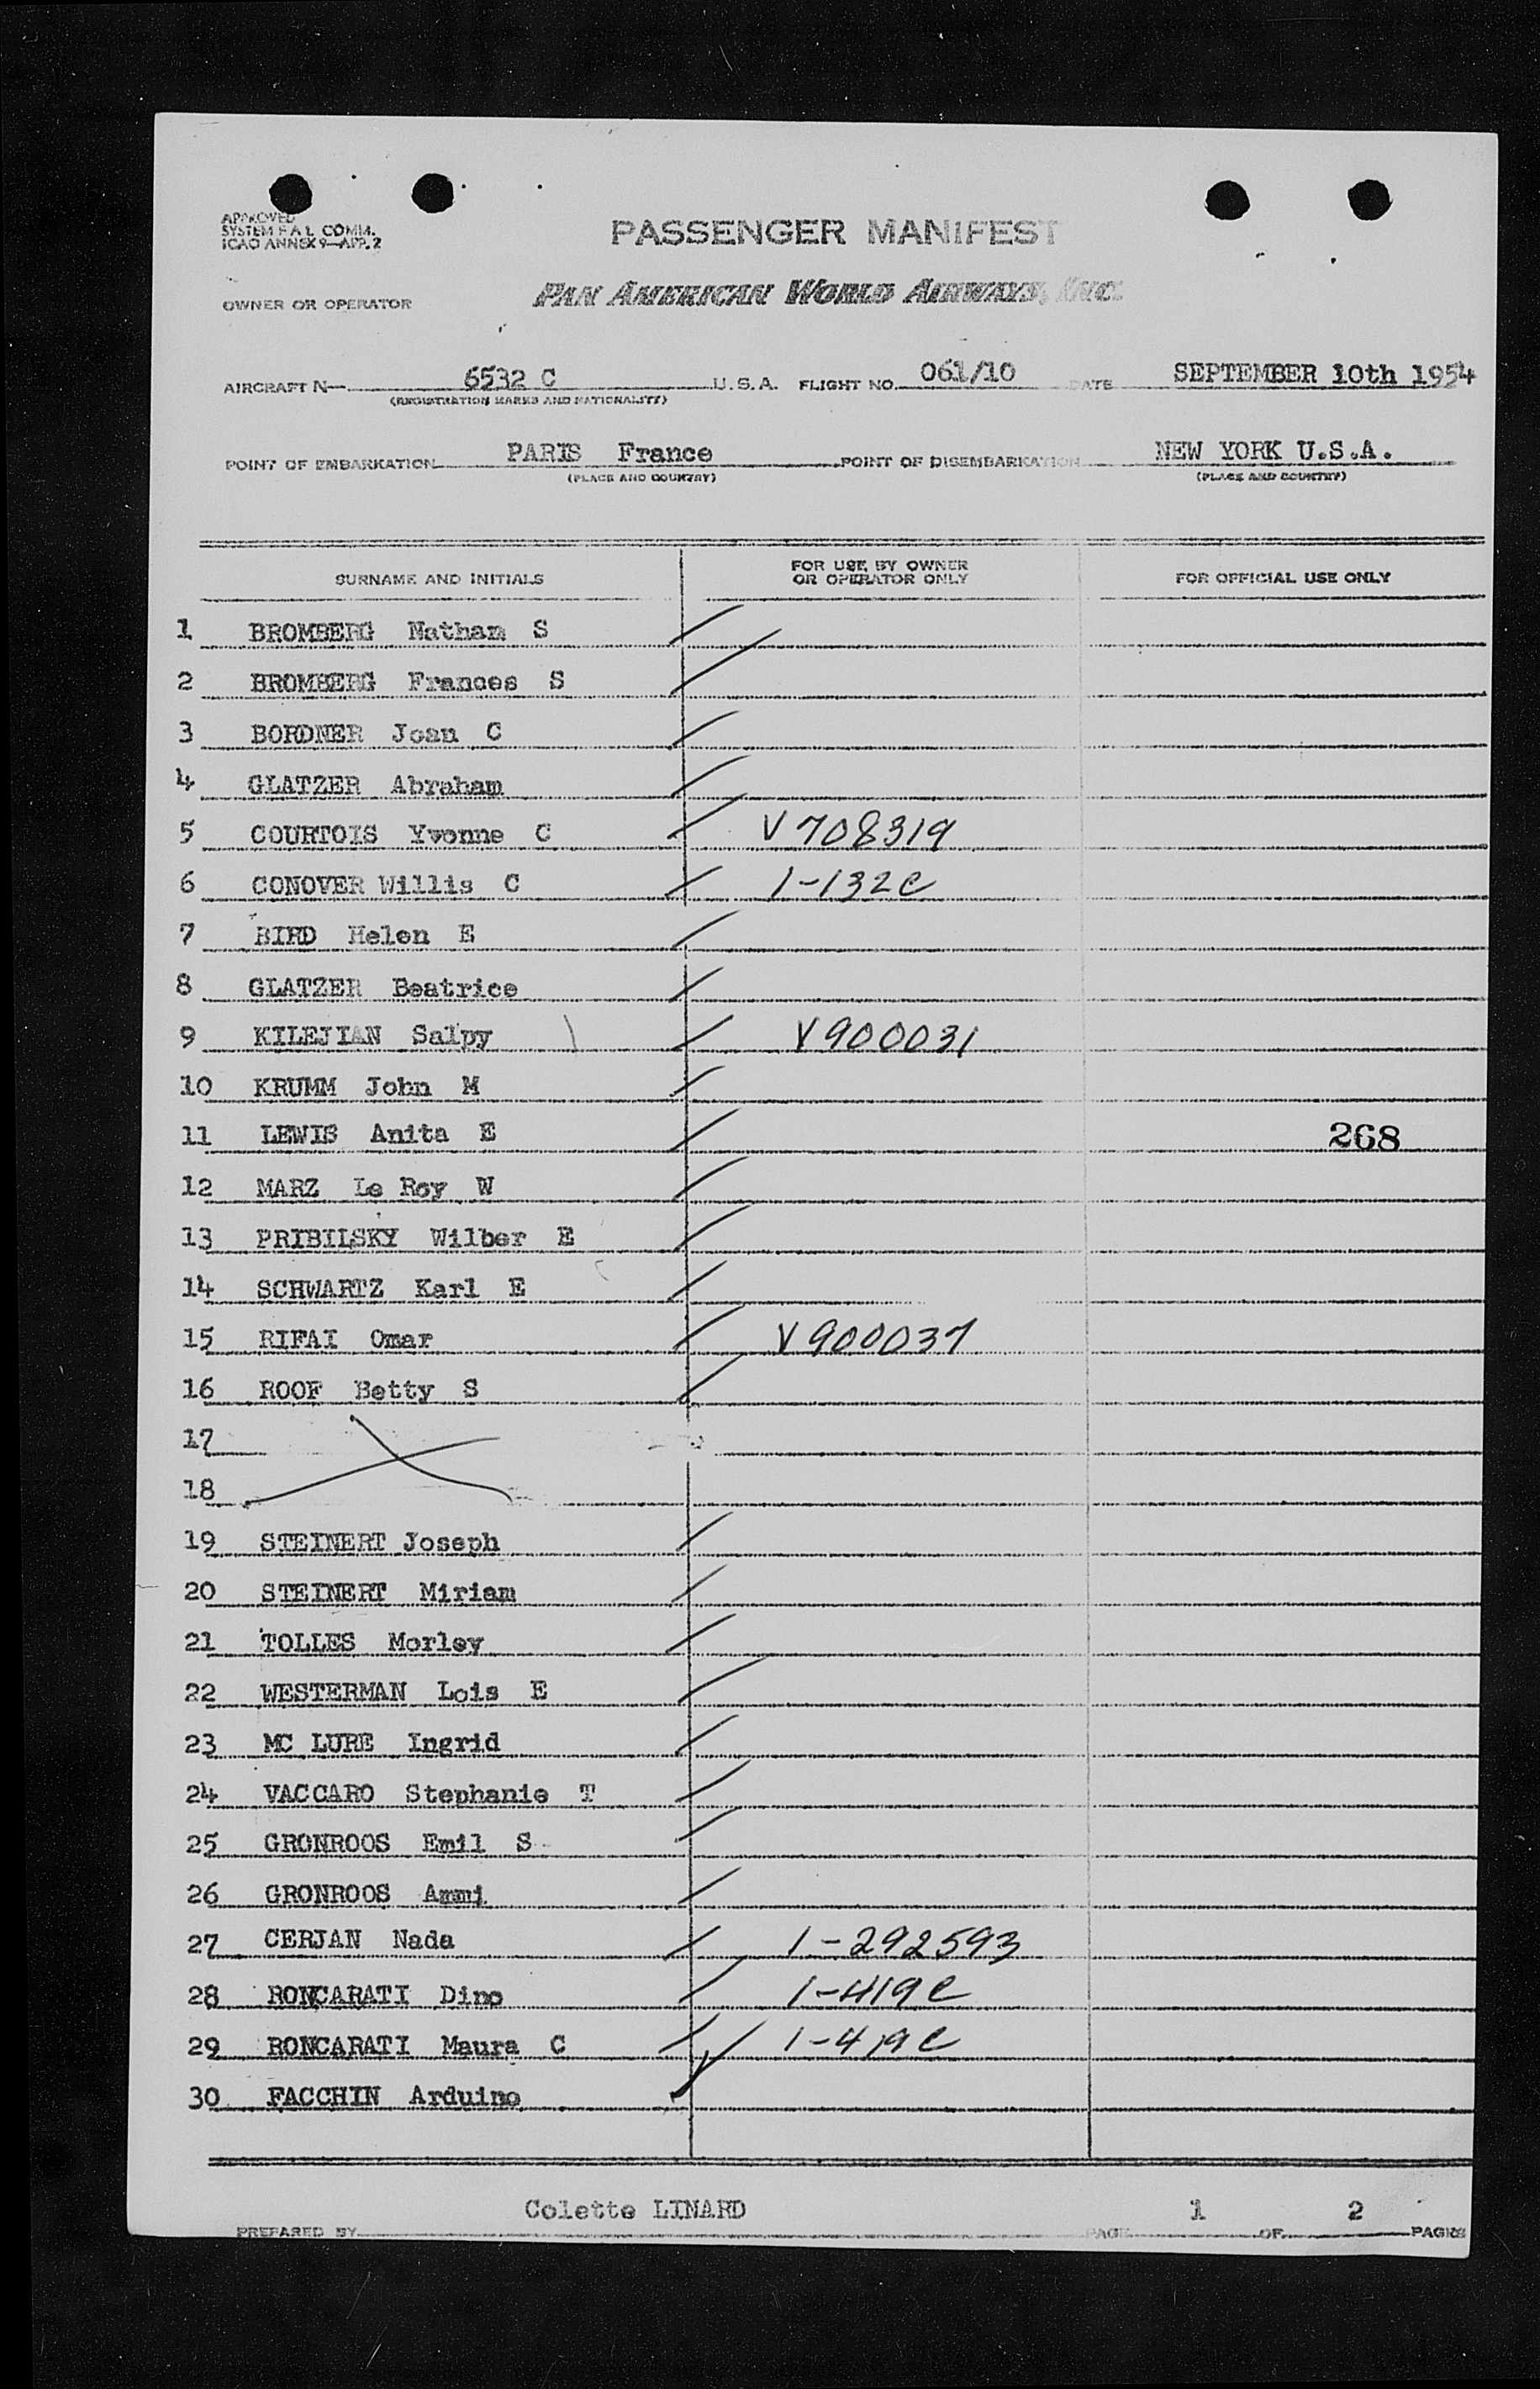 APPROVED
SYSTEM F A L COMM.
ICAO ANNEX 9—APP. 2
PASSENGER MANIFEST
OWNER OR OPERATOR PAN AMERICAN WORLD AIRWAYS, INC.
AIRCRAFT N— 6532 C U.S.A. FLIGHT NO. 061/10 DATE SEPTEMBER 10th 1954
(REGISTRATION MARKS AND NATIONALITY)
POINT OF EMBARKATION PARIS France POINT OF DISEMBARKATION NEW YORK U.S.A.
(PLACE AND COUNTRY) (PLACE AND COUNTRY)
SURNAME AND INITIALS FOR USE BY OWNER OR OPERATOR ONLY FOR OFFICIAL USE ONLY
1 BROMBERG Nathan S
2 BROMBERG Frances S
3 BORDNER Joan C
4 GLATZER Abraham
5 COURTOIS Yvonne C V708319
6 CONOVER Willis C 1-132C
7 BIRD Helen E
8 GLATZER Beatrice
9 KILEJIAN Salpy V900031
10 KRUMM John M
11 LEWIS Anita E 268
12 MARZ Le Roy W
13 PRIBILSKY Wilber E
14 SCHWARTZ Karl E
15 RIFAI Omar V900037
16 ROOF Betty S
17
18
19 STEINERT Joseph
20 STEINERT Miriam
21 TOLLES Morley
22 WESTERMAN Lois E
23 MC LURE Ingrid
24 VACCARO Stephanie T
25 GRONROOS Emil S
26 GRONROOS Ammi
27 CERJAN Nada 1-292593
28 RONCARATI Dino 1-419C
29 RONCARATI Maura C 1-419C
30 FACCHIN Arduino
PREPARED BY Colette LINARD PAGE 1 OF 2 PAGES